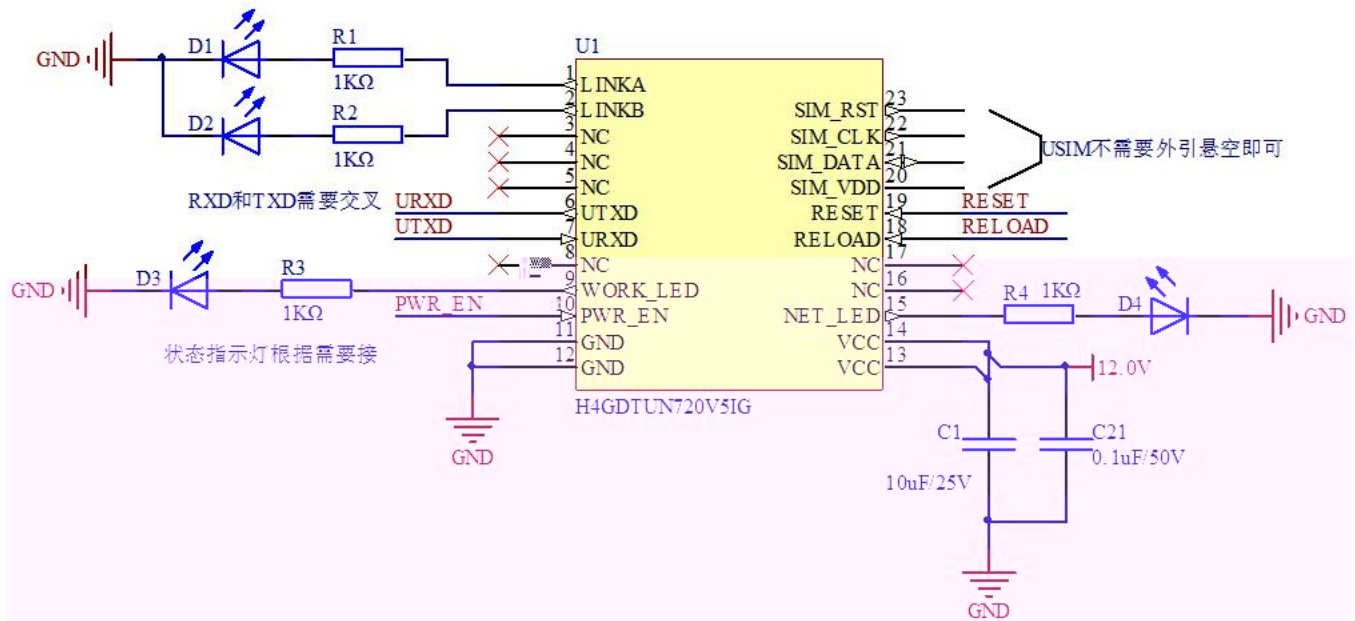 U1
GND
D1
R1
1KΩ
D2
R2
1KΩ
1
LINKA
2
LINKB
3
NC
4
NC
5
NC
RXD和TXD需要交叉
URXD
6
UTXD
UTXD
7
URXD
8
NC
GND
D3
R3
1KΩ
9
WORK_LED
PWR_EN
10
PWR_EN
11
GND
12
GND
状态指示灯根据需要接
GND
SIM_RST
23
SIM_CLK
22
SIM_DATA
21
SIM_VDD
20
USIM不需要外引悬空即可
RESET
19
RESET
RELOAD
18
RELOAD
NC
17
NC
16
NET_LED
15
R4
1KΩ
D4
GND
VCC
14
VCC
13
12.0V
H4GDTUN720V5IG
C1
10uF/25V
C21
0.1uF/50V
GND